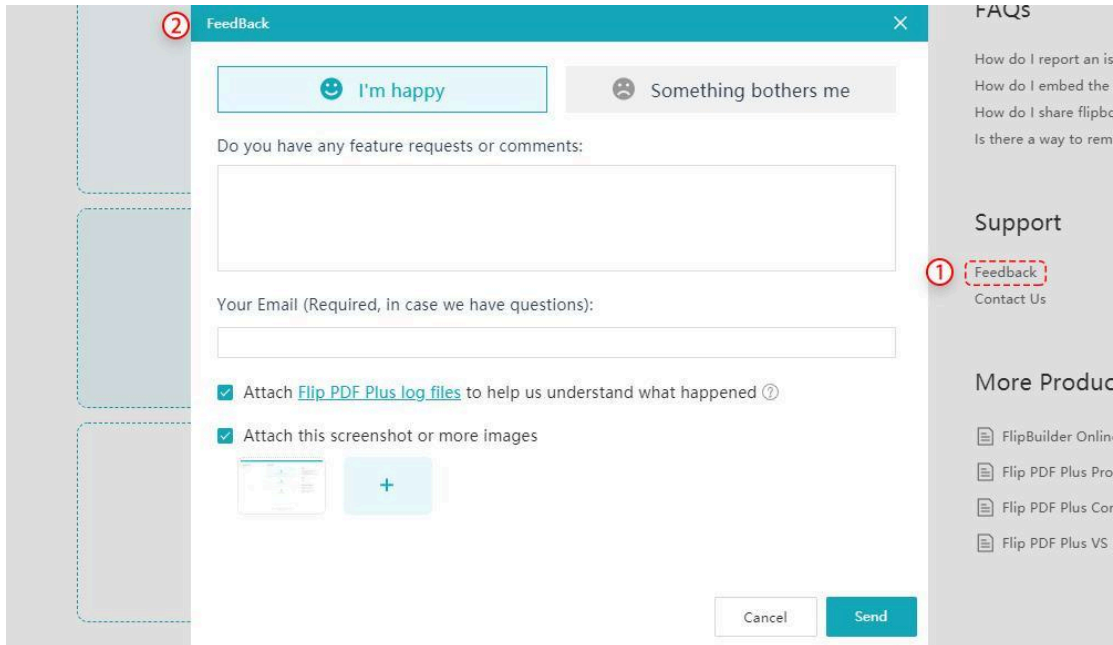 ②
FeedBack
I'm happy
Something bothers me
Do you have any feature requests or comments:
Your Email (Required, in case we have questions):
Attach Flip PDF Plus log files to help us understand what happened ?
Attach this screenshot or more images
+
Cancel
Send
FAQs
How do I report an is
How do I embed the
How do I share flipbo
Is there a way to rem
Support
①
Feedback
Contact Us
More Produc
FlipBuilder Online
Flip PDF Plus Pro
Flip PDF Plus Cor
Flip PDF Plus VS